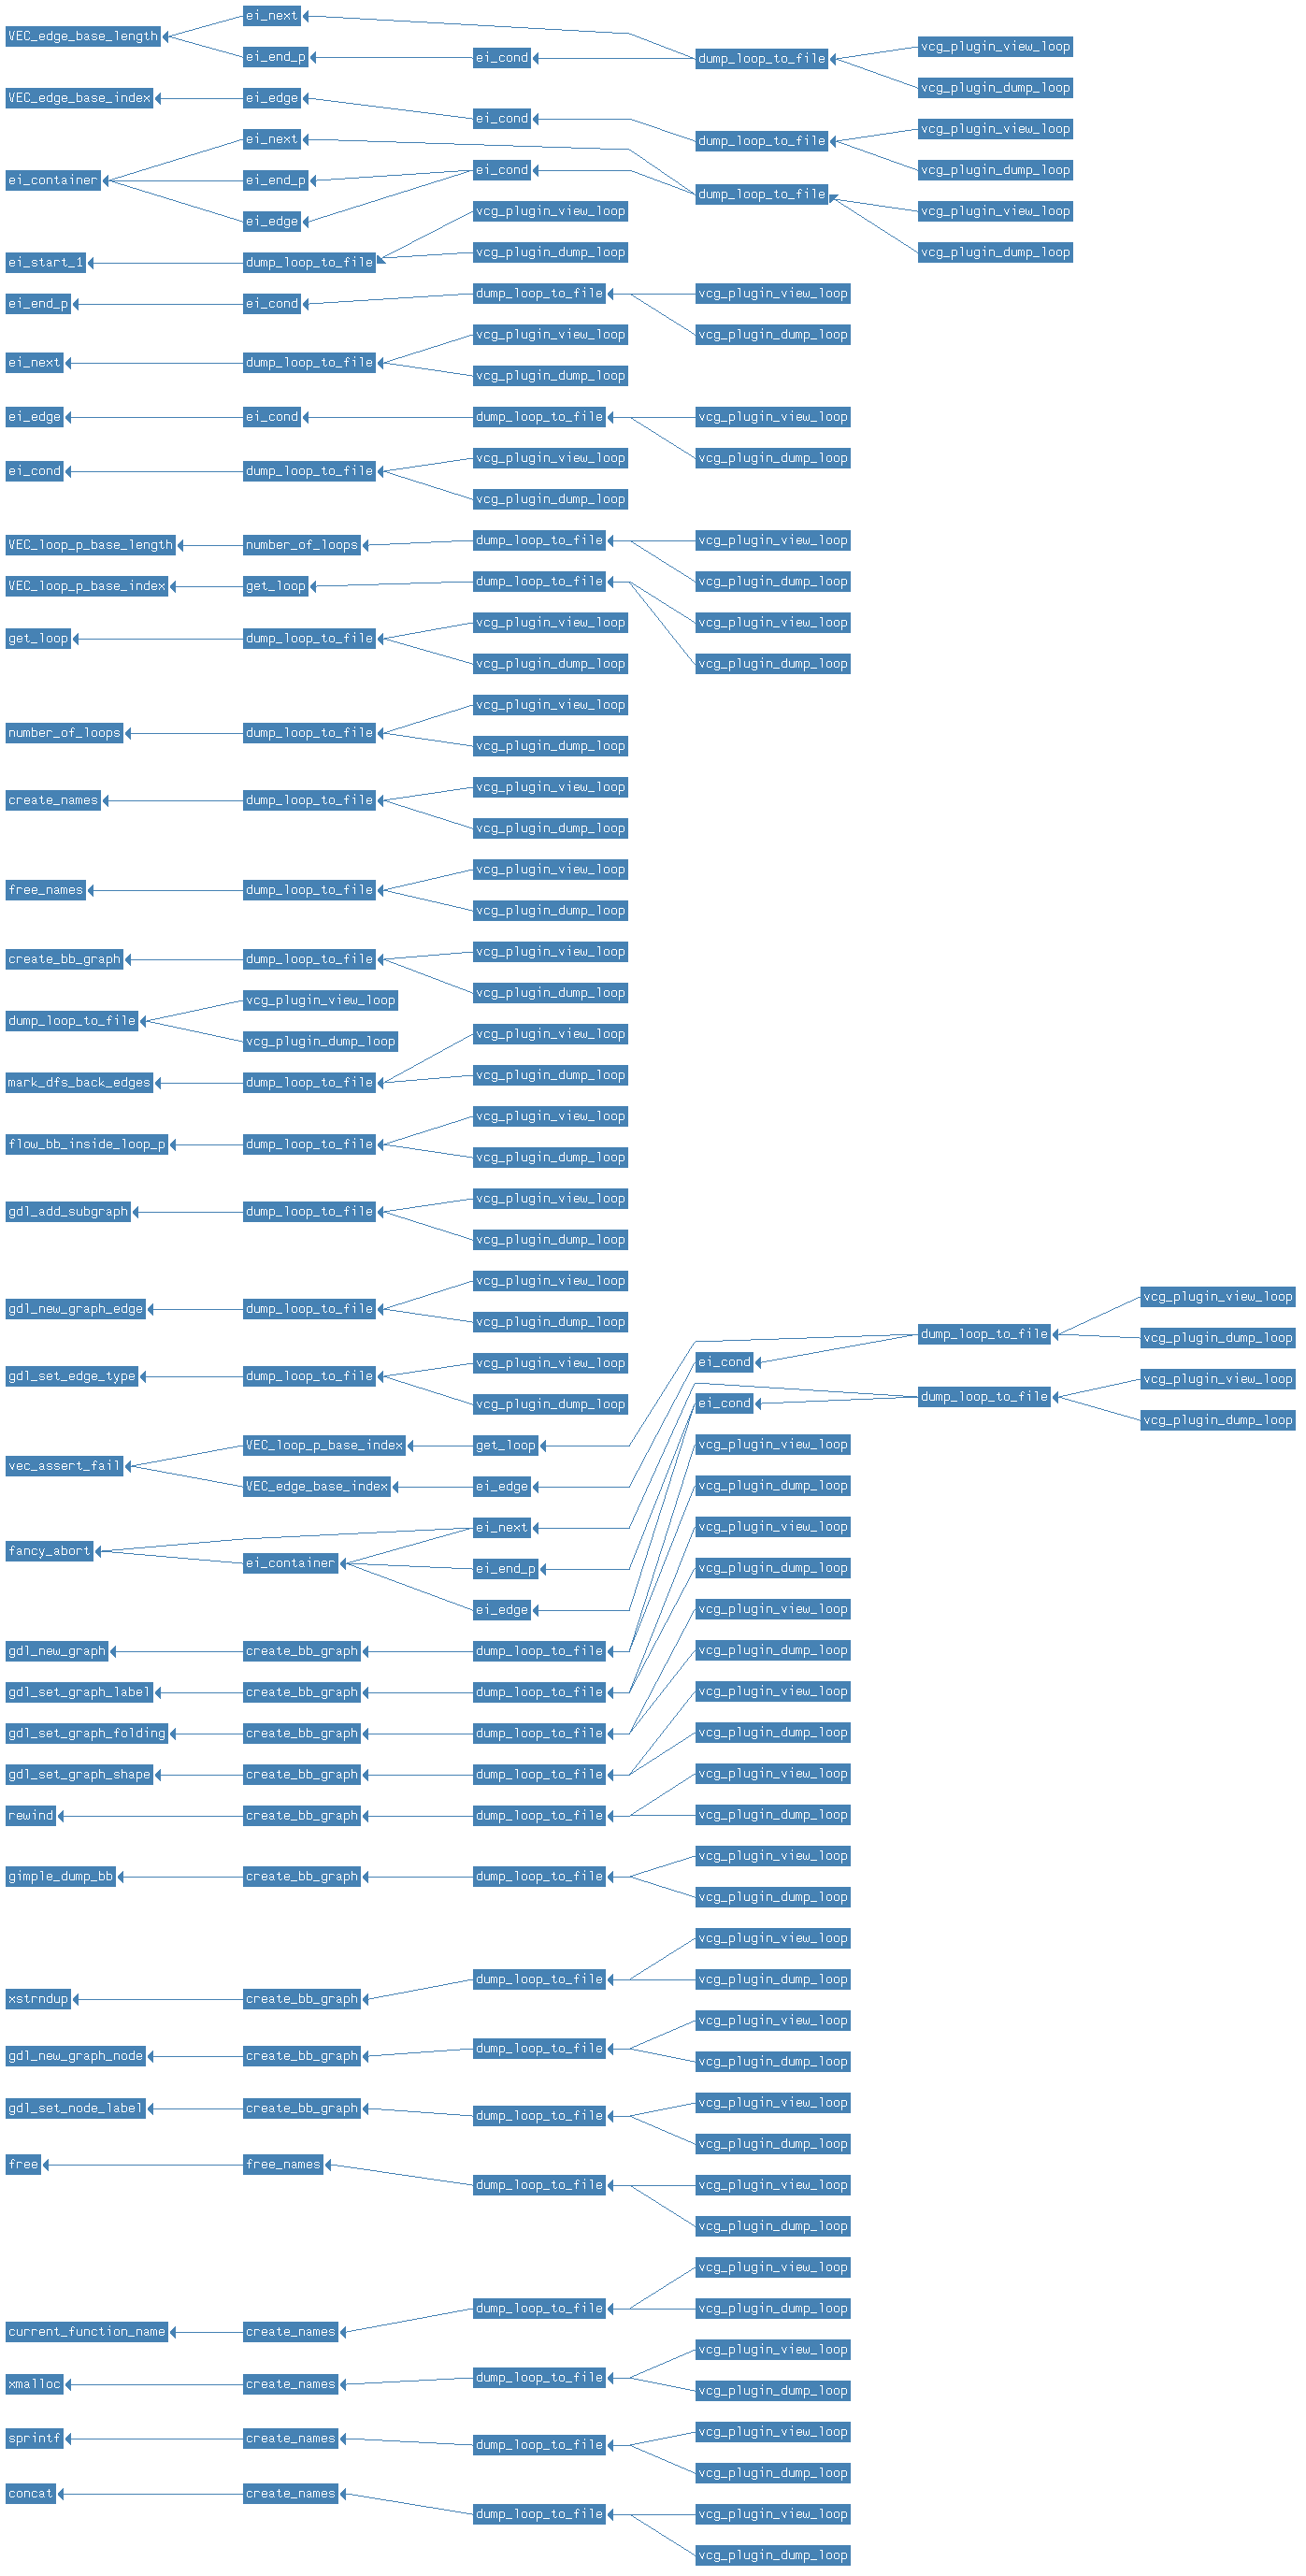 ei_next
VEC_edge_base_length
vcg_plugin_view_loop
ei_end_p
ei_cond
dump_loop_to_file
vcg_plugin_dump_loop
VEC_edge_base_index
ei_edge
ei_cond
vcg_plugin_view_loop
ei_next
dump_loop_to_file
ei_container
ei_end_p
ei_cond
vcg_plugin_dump_loop
dump_loop_to_file
ei_edge
vcg_plugin_view_loop
vcg_plugin_view_loop
ei_start_1
dump_loop_to_file
vcg_plugin_dump_loop
vcg_plugin_dump_loop
ei_end_p
ei_cond
dump_loop_to_file
vcg_plugin_view_loop
vcg_plugin_view_loop
vcg_plugin_dump_loop
ei_next
dump_loop_to_file
vcg_plugin_dump_loop
ei_edge
ei_cond
dump_loop_to_file
vcg_plugin_view_loop
vcg_plugin_view_loop
vcg_plugin_dump_loop
ei_cond
dump_loop_to_file
vcg_plugin_dump_loop
VEC_loop_p_base_length
number_of_loops
dump_loop_to_file
vcg_plugin_view_loop
VEC_loop_p_base_index
get_loop
dump_loop_to_file
vcg_plugin_dump_loop
vcg_plugin_view_loop
vcg_plugin_view_loop
get_loop
dump_loop_to_file
vcg_plugin_dump_loop
vcg_plugin_dump_loop
vcg_plugin_view_loop
number_of_loops
dump_loop_to_file
vcg_plugin_dump_loop
vcg_plugin_view_loop
create_names
dump_loop_to_file
vcg_plugin_dump_loop
vcg_plugin_view_loop
free_names
dump_loop_to_file
vcg_plugin_dump_loop
vcg_plugin_view_loop
create_bb_graph
dump_loop_to_file
vcg_plugin_dump_loop
vcg_plugin_view_loop
dump_loop_to_file
vcg_plugin_dump_loop
vcg_plugin_view_loop
mark_dfs_back_edges
dump_loop_to_file
vcg_plugin_dump_loop
vcg_plugin_view_loop
flow_bb_inside_loop_p
dump_loop_to_file
vcg_plugin_dump_loop
vcg_plugin_view_loop
gdl_add_subgraph
dump_loop_to_file
vcg_plugin_dump_loop
vcg_plugin_view_loop
gdl_new_graph_edge
dump_loop_to_file
vcg_plugin_dump_loop
vcg_plugin_view_loop
dump_loop_to_file
vcg_plugin_dump_loop
vcg_plugin_view_loop
ei_cond
gdl_set_edge_type
dump_loop_to_file
vcg_plugin_dump_loop
ei_cond
dump_loop_to_file
vcg_plugin_view_loop
vcg_plugin_dump_loop
vec_assert_fail
VEC_loop_p_base_index
get_loop
vcg_plugin_view_loop
VEC_edge_base_index
ei_edge
vcg_plugin_dump_loop
ei_next
vcg_plugin_view_loop
fancy_abort
ei_container
ei_end_p
vcg_plugin_dump_loop
ei_edge
vcg_plugin_view_loop
gdl_new_graph
create_bb_graph
dump_loop_to_file
vcg_plugin_dump_loop
gdl_set_graph_label
create_bb_graph
dump_loop_to_file
vcg_plugin_view_loop
gdl_set_graph_folding
create_bb_graph
dump_loop_to_file
vcg_plugin_dump_loop
gdl_set_graph_shape
create_bb_graph
dump_loop_to_file
vcg_plugin_view_loop
rewind
create_bb_graph
dump_loop_to_file
vcg_plugin_dump_loop
vcg_plugin_view_loop
gimple_dump_bb
create_bb_graph
dump_loop_to_file
vcg_plugin_dump_loop
vcg_plugin_view_loop
xstrndup
create_bb_graph
dump_loop_to_file
vcg_plugin_dump_loop
vcg_plugin_view_loop
gdl_new_graph_node
create_bb_graph
dump_loop_to_file
vcg_plugin_dump_loop
gdl_set_node_label
create_bb_graph
dump_loop_to_file
vcg_plugin_view_loop
vcg_plugin_dump_loop
free
free_names
dump_loop_to_file
vcg_plugin_view_loop
vcg_plugin_dump_loop
vcg_plugin_view_loop
current_function_name
create_names
dump_loop_to_file
vcg_plugin_dump_loop
vcg_plugin_view_loop
xmalloc
create_names
dump_loop_to_file
vcg_plugin_dump_loop
sprintf
create_names
dump_loop_to_file
vcg_plugin_view_loop
vcg_plugin_dump_loop
concat
create_names
dump_loop_to_file
vcg_plugin_view_loop
vcg_plugin_dump_loop